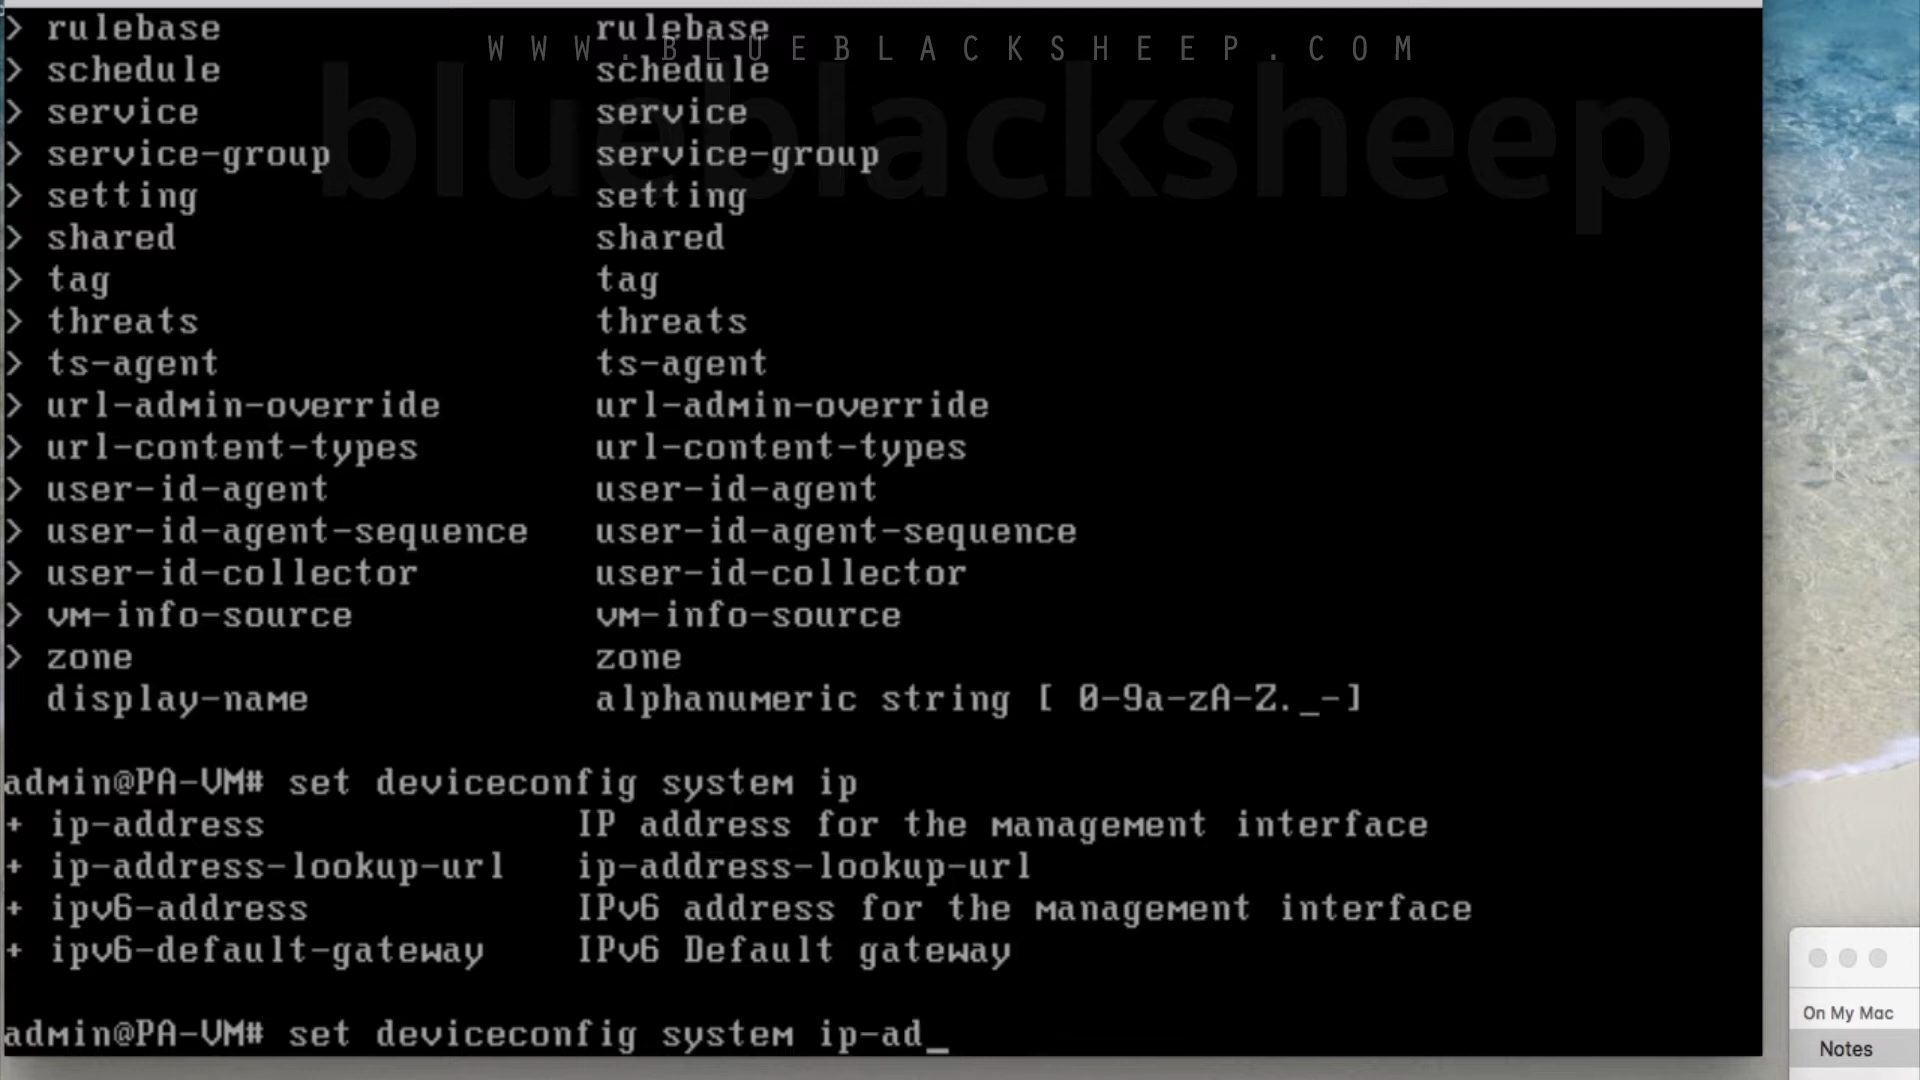 > rulebase rulebase
WWW.BLUEBLACKSHEEP.COM
> schedule schedule
blueblacksheep
> service service
> service-group service-group
> setting setting
> shared shared
> tag tag
> threats threats
> ts-agent ts-agent
> url-admin-override url-admin-override
> url-content-types url-content-types
> user-id-agent user-id-agent
> user-id-agent-sequence user-id-agent-sequence
> user-id-collector user-id-collector
> vm-info-source vm-info-source
> zone zone
display-name alphanumeric string [ 0-9a-zA-Z._-]
admin@PA-VM# set deviceconfig system ip
+ ip-address IP address for the management interface
+ ip-address-lookup-url ip-address-lookup-url
+ ipv6-address IPv6 address for the management interface
+ ipv6-default-gateway IPv6 Default gateway
admin@PA-VM# set deviceconfig system ip-ad_
On My Mac
Notes